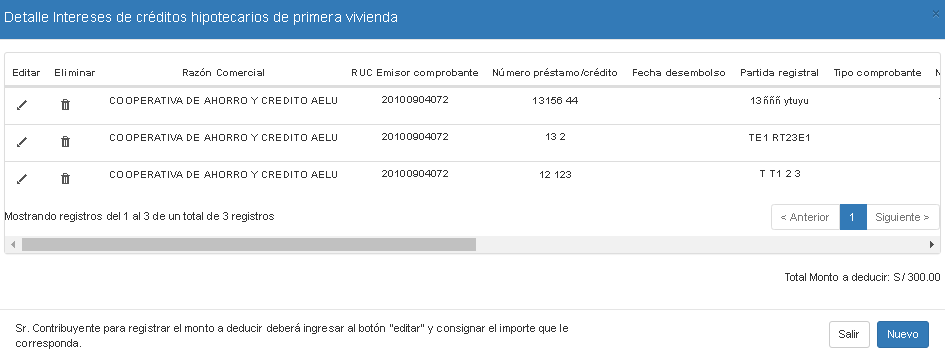 Detalle Intereses de créditos hipotecarios de primera vivienda
×
Editar Eliminar Razón Comercial RUC Emisor comprobante Número préstamo/crédito Fecha desembolso Partida registral Tipo comprobante N
COOPERATIVA DE AHORRO Y CREDITO AELU 20100904072 13156 44 13 ñññ ytuyu
COOPERATIVA DE AHORRO Y CREDITO AELU 20100904072 13 2 TE1 RT23E1
COOPERATIVA DE AHORRO Y CREDITO AELU 20100904072 12 123 T T1 2 3
Mostrando registros del 1 al 3 de un total de 3 registros < Anterior 1 Siguiente >
Total Monto a deducir: S/ 300.00
Sr. Contribuyente para registrar el monto a deducir deberá ingresar al botón "editar" y consignar el importe que le
corresponda.
Salir Nuevo